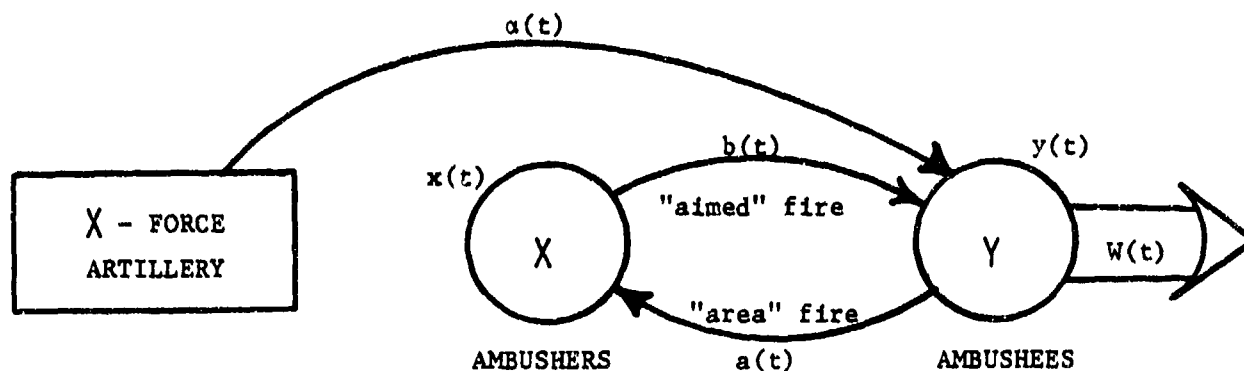 α(t)
b(t)
y(t)
x(t)
"aimed" fire
X - FORCE
ARTILLERY
X
Y
W(t)
"area" fire
AMBUSHERS
a(t)
AMBUSHEES